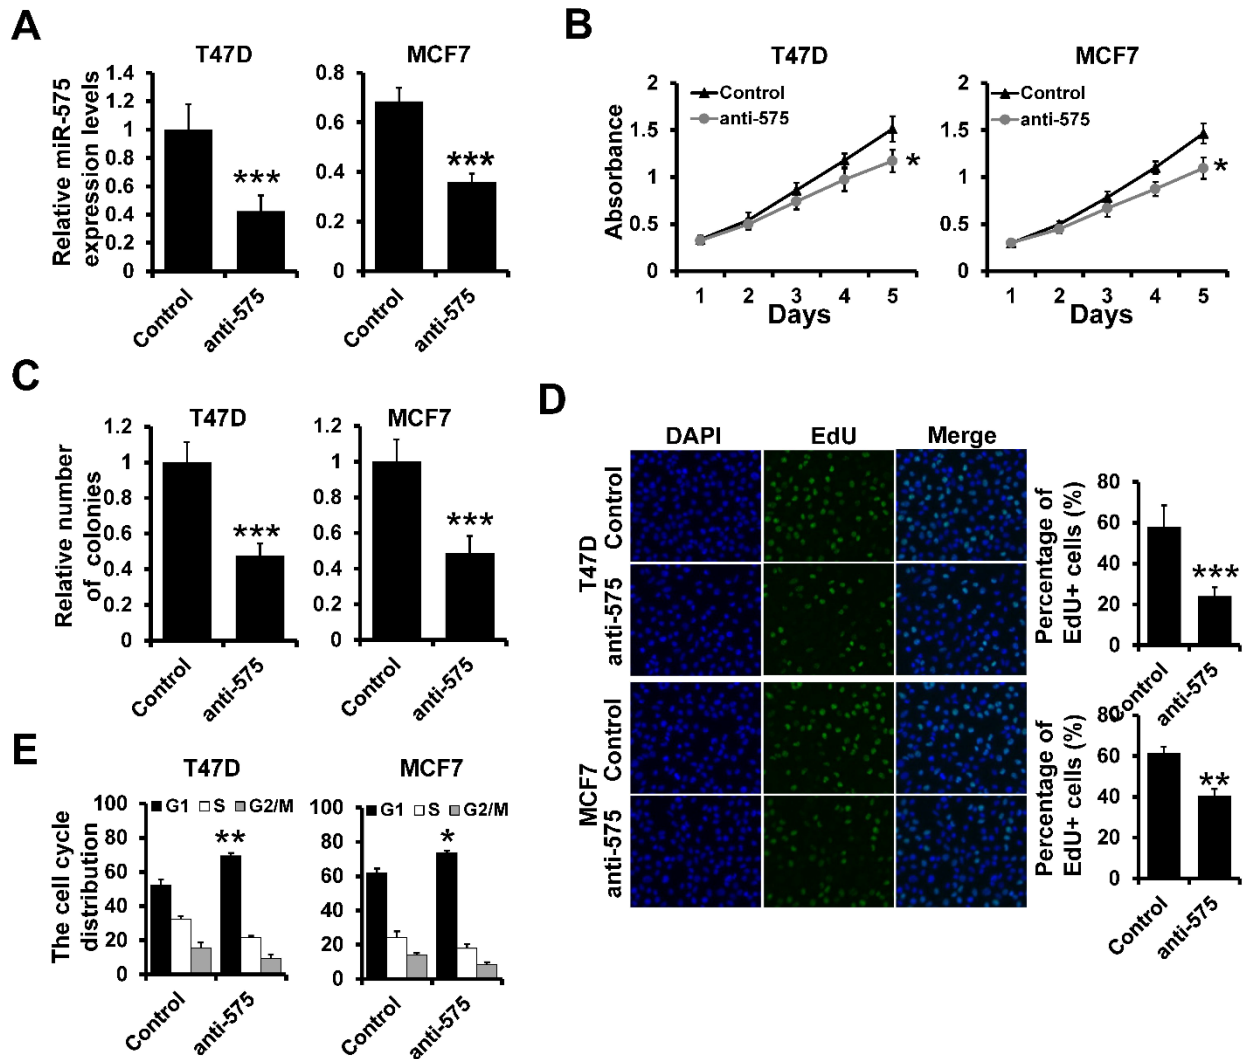 A
T47D
MCF7
Relative miR-575
expression levels
1.4
1.2
1
0.8
0.6
0.4
0.2
0
***
Control
anti-575
0.8
0.6
0.4
0.2
0
***
Control
anti-575
B
T47D
MCF7
Absorbance
2
1.5
1
0.5
0
Control
anti-575
*
1 2 3 4 5
Days
2
1.5
1
0.5
0
Control
anti-575
*
1 2 3 4 5
Days
C
T47D
MCF7
Relative number
of colonies
1.2
1
0.8
0.6
0.4
0.2
0
***
Control
anti-575
1.2
1
0.8
0.6
0.4
0.2
0
***
Control
anti-575
D
DAPI EdU Merge
T47D
Control
anti-575
MCF7
Control
anti-575
Percentage of
EdU+ cells (%)
80
60
40
20
0
***
Control
anti-575
Percentage of
EdU+ cells (%)
80
60
40
20
0
**
Control
anti-575
E
T47D
MCF7
The cell cycle
distribution
100
80
60
40
20
0
G1 S G2/M
**
Control
anti-575
100
80
60
40
20
0
G1 S G2/M
*
Control
anti-575